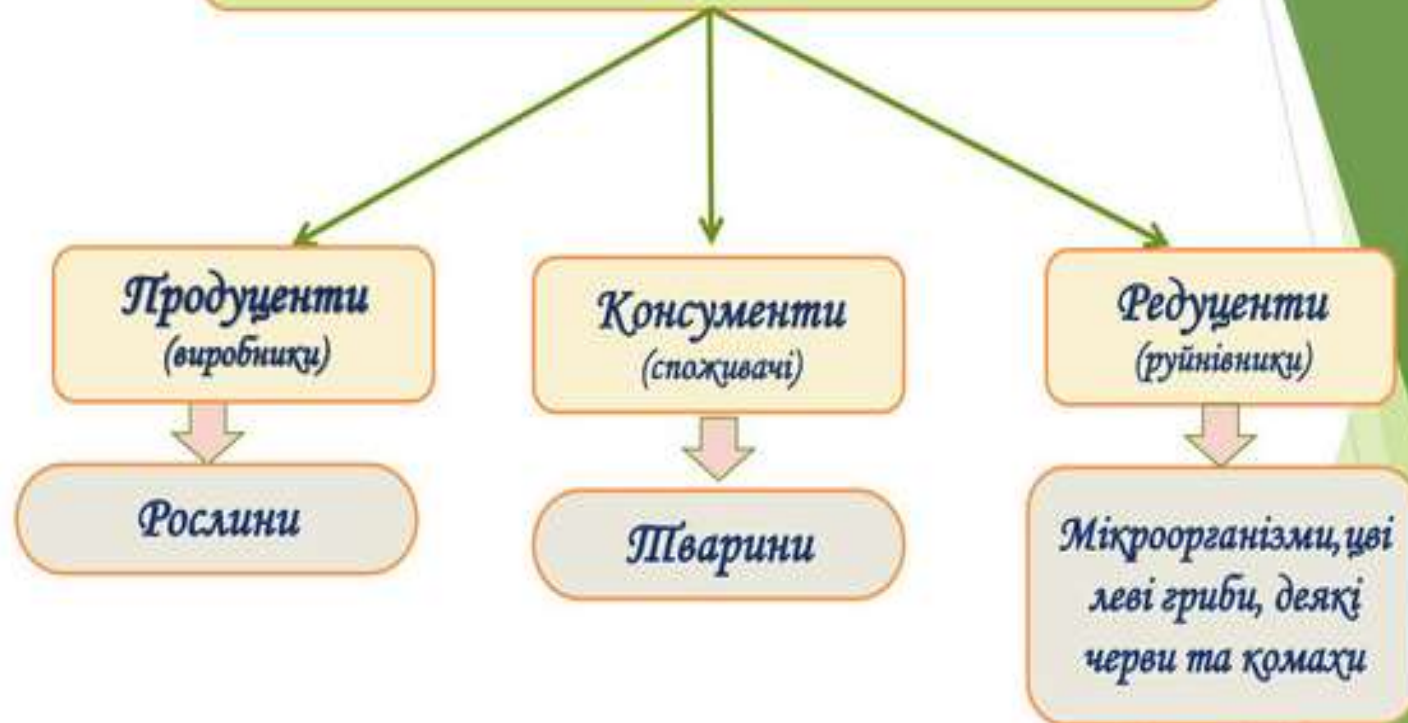 Продуценти
(виробники)
Консументи
(споживачі)
Редуценти
(руйнівники)
Рослини
Тварини
Мікроорганізми,цві
леві гриби, деякі
черви та комахи